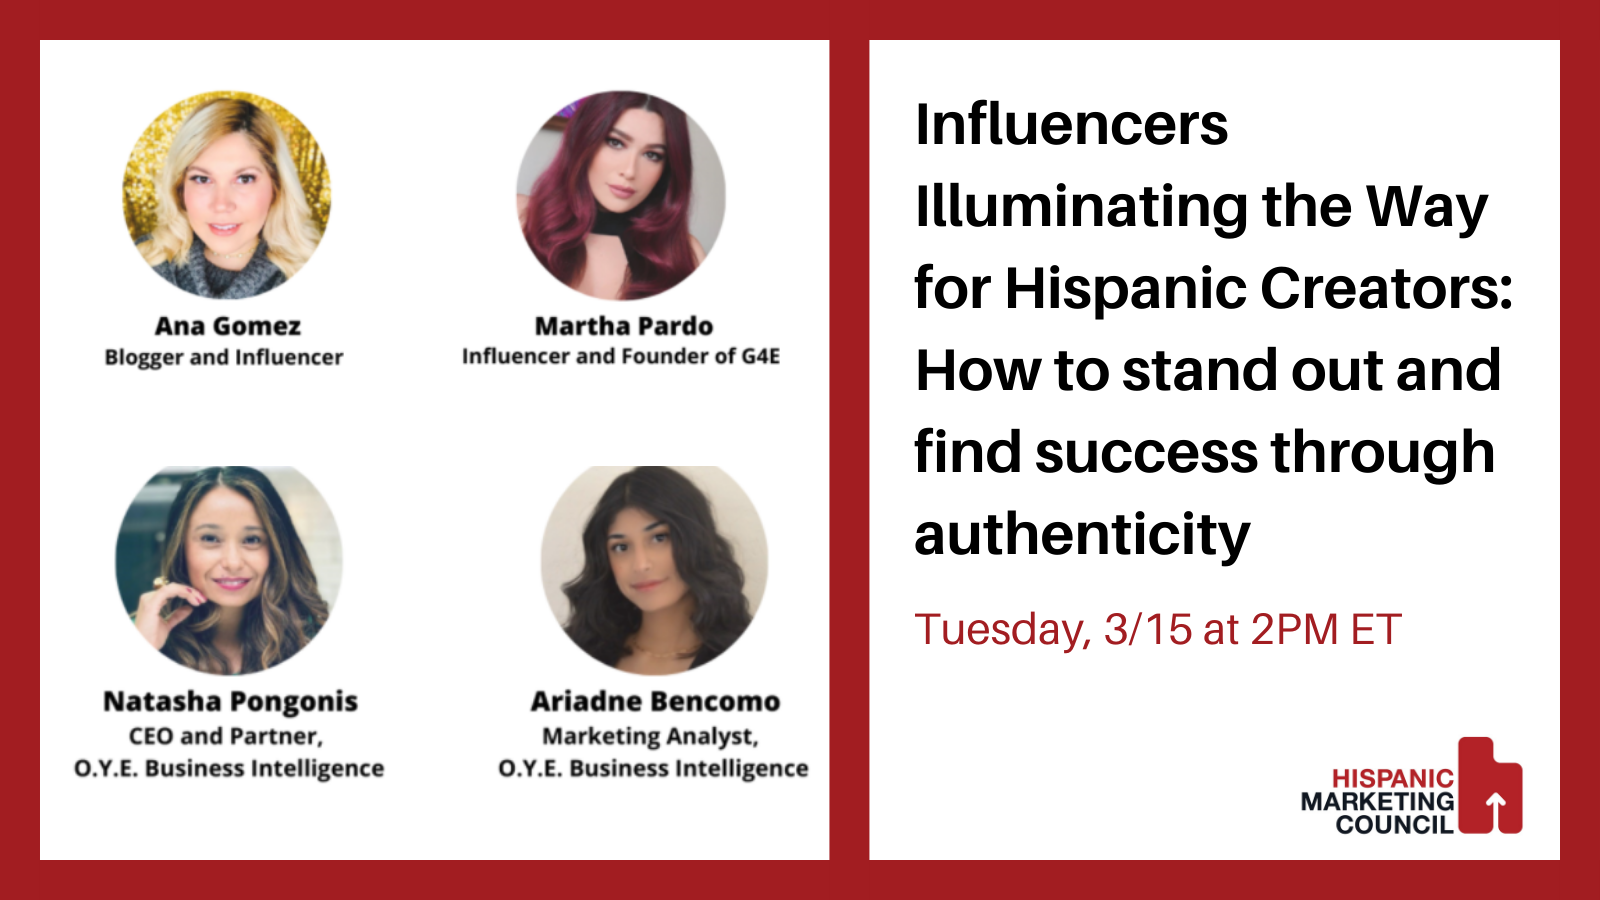 Ana Gomez
Blogger and Influencer
Martha Pardo
Influencer and Founder of G4E
Natasha Pongonis
CEO and Partner,
O.Y.E. Business Intelligence
Ariadne Bencomo
Marketing Analyst,
O.Y.E. Business Intelligence
Influencers
Illuminating the Way
for Hispanic Creators:
How to stand out and
find success through
authenticity
Tuesday, 3/15 at 2PM ET
HISPANIC
MARKETING
COUNCIL